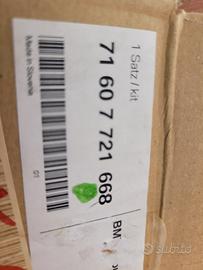 1 Satz / kit
71 60 7 721 668
Made in Slovenia
01
BM
subito